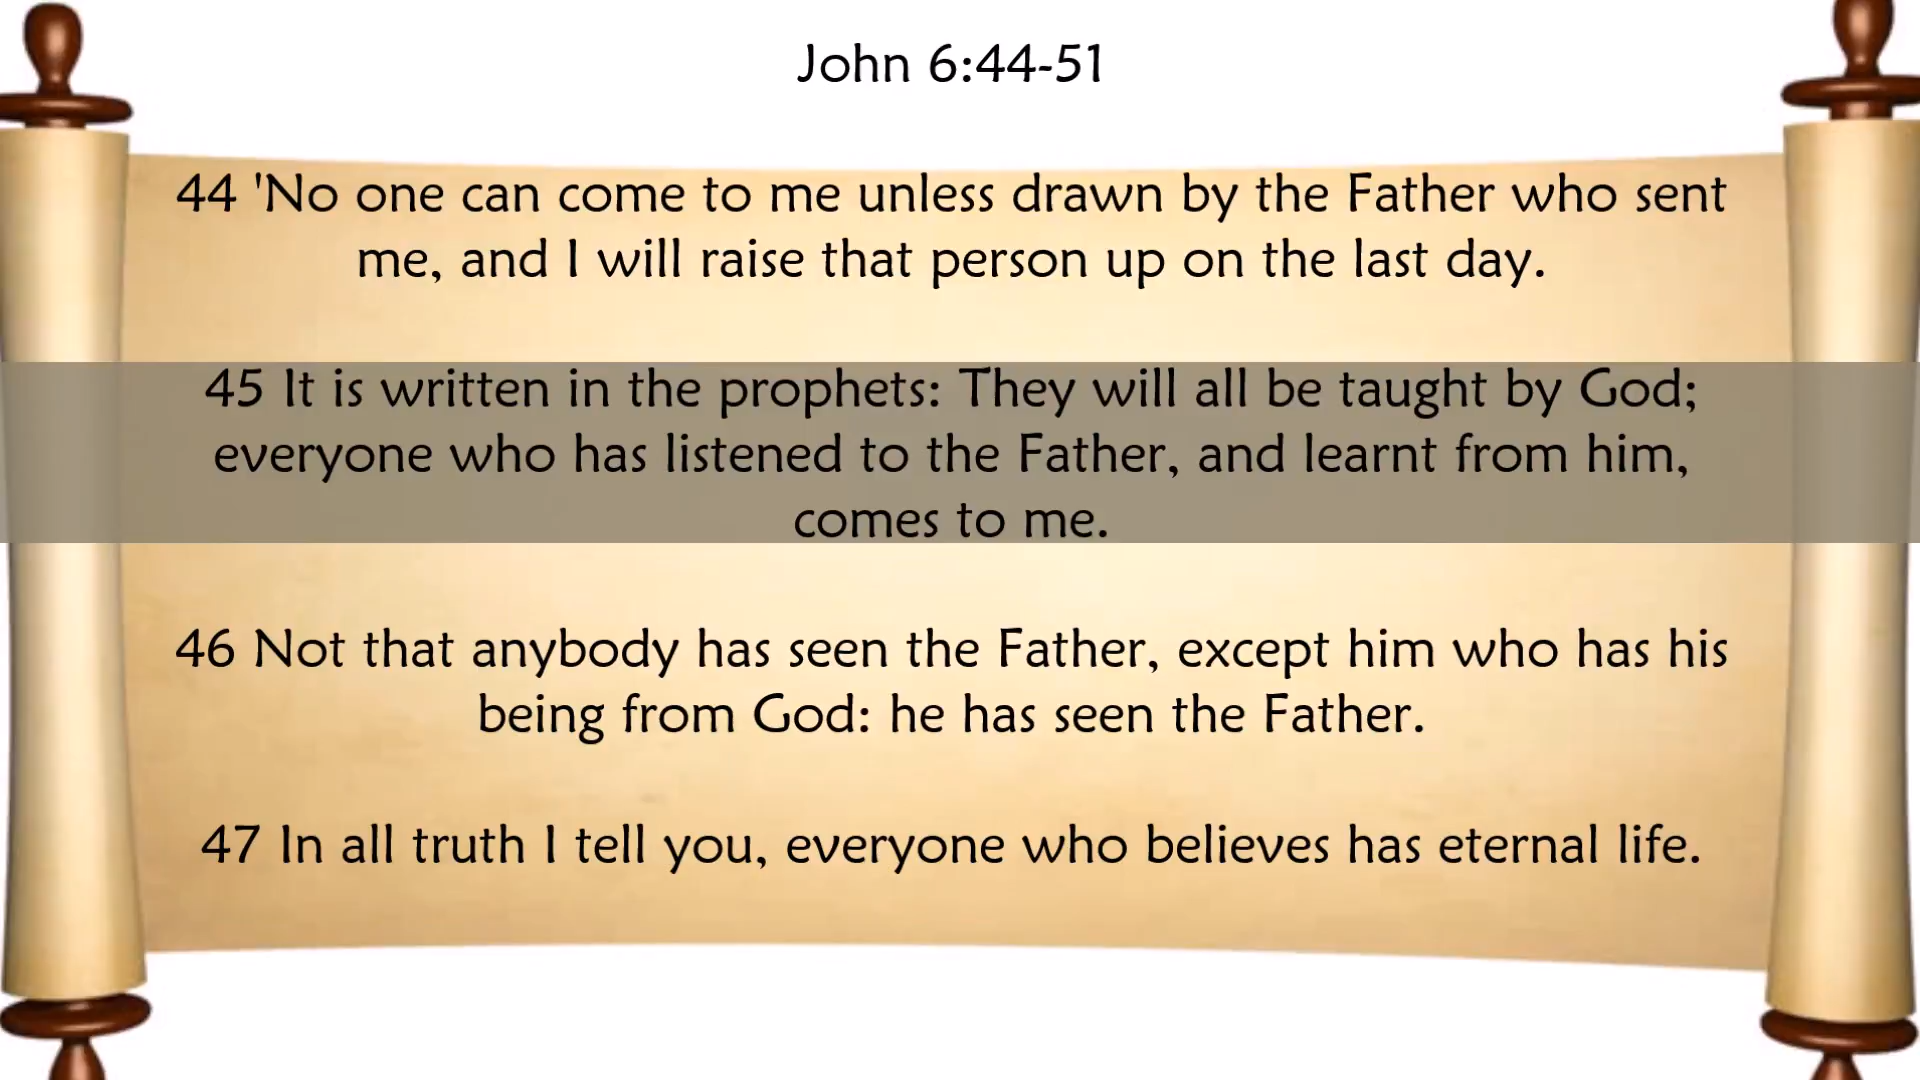 John 6:44-51
44 'No one can come to me unless drawn by the Father who sent
me, and I will raise that person up on the last day.
45 It is written in the prophets: They will all be taught by God;
everyone who has listened to the Father, and learnt from him,
comes to me.
46 Not that anybody has seen the Father, except him who has his
being from God: he has seen the Father.
47 In all truth I tell you, everyone who believes has eternal life.